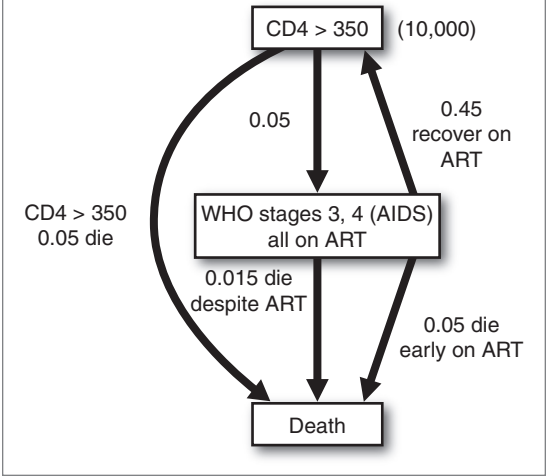 CD4 > 350 (10,000)
0.05
0.45
recover on
ART
CD4 > 350
0.05 die
WHO stages 3, 4 (AIDS)
all on ART
0.015 die
despite ART
0.05 die
early on ART
Death